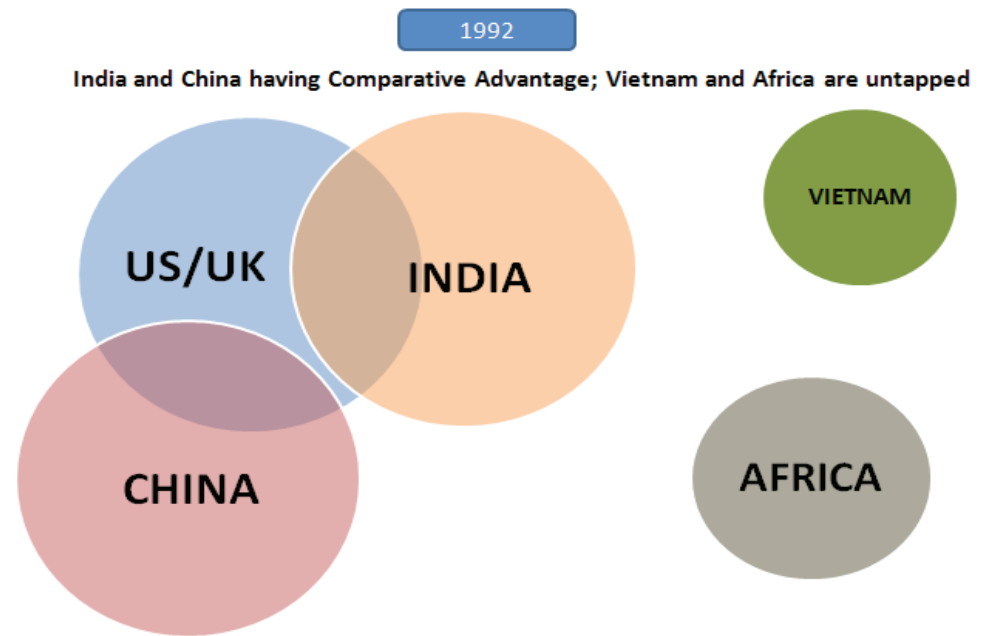 1992
India and China having Comparative Advantage; Vietnam and Africa are untapped
VIETNAM
US/UK
INDIA
CHINA
AFRICA